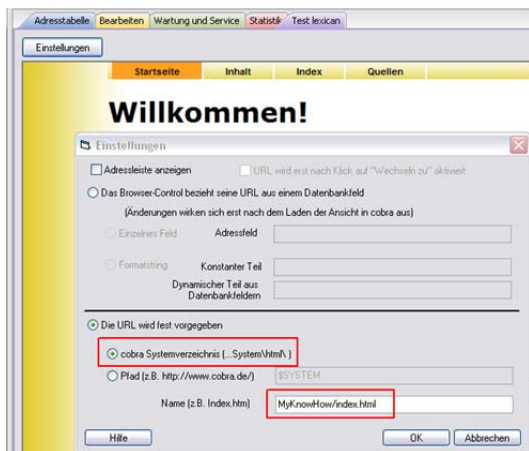 Adresstabelle Bearbeiten Wartung und Service Statistik Test lexican
Einstellungen
Startseite Inhalt Index Quellen
Willkommen!
Einstellungen
Adressleiste anzeigen URL wird erst nach Klick auf "Wechseln zu" aktiviert
Das Browser-Control bezieht seine URL aus einem Datenbankfeld
(Änderungen wirken sich erst nach dem Laden der Ansicht in cobra aus)
Einzelnes Feld Adressfeld
Formatstring Konstanter Teil
Dynamischer Teil aus
Datenbankfeldern
Die URL wird fest vorgegeben
cobra Systemverzeichnis (...System\html\ )
Pfad (z.B. http://www.cobra.de/) $SYSTEM
Name (z.B. Index.htm) MyKnowHow/index.html
Hilfe OK Abbrechen